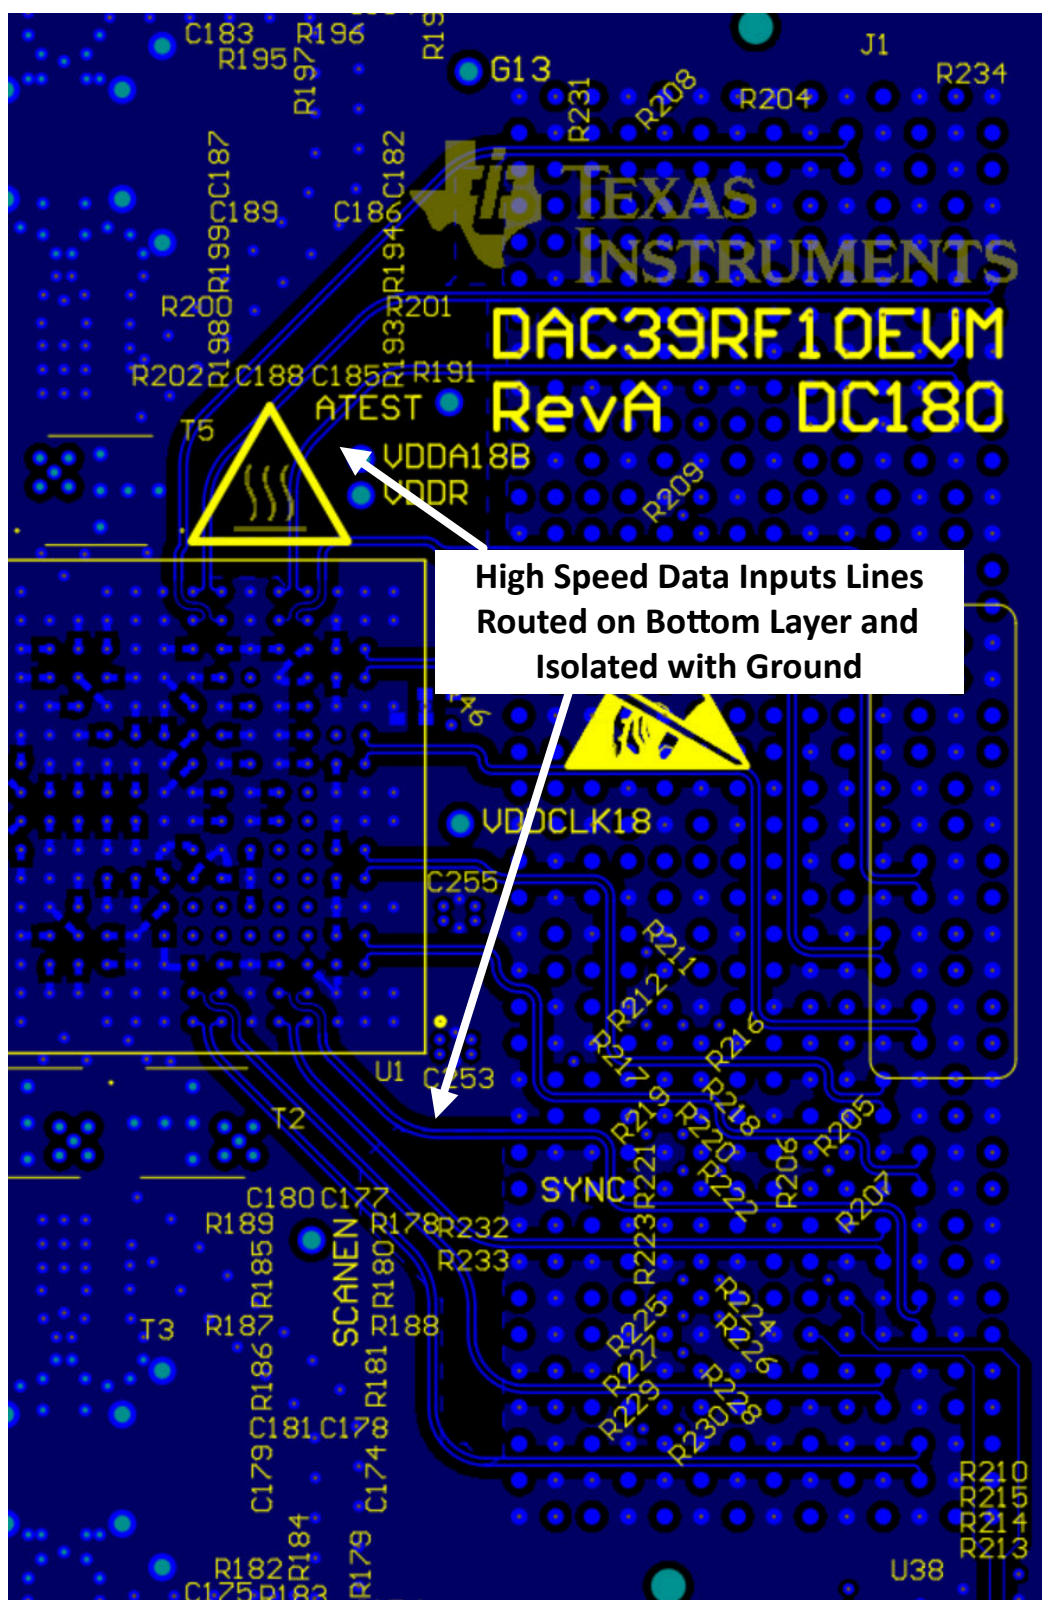 C183 R196 R19
R195
R197
G13
J1
R234
R231
R208
R204
C187
R199
C189
C186
C182
R194
TEXAS
INSTRUMENTS
R200
R198
R193
R201
DAC39RF10EVM
RevA DC180
R202 C188 C185 R191
ATEST
T5
VDDA18B
VDDR
R209
High Speed Data Inputs Lines
Routed on Bottom Layer and
Isolated with Ground
VDDCLK18
C255
R211
R212
R216
R217
U1 C253
R219
R218
R205
T2
R220
R221
R206
R222
R207
SYNC
C180 C177
R189
R178 R232
R233
R223
R185
SCANEN
R180
R224
T3 R187
R188
R225
R226
R186
R181
R227
R228
R229
C181 C178
R230
C179
C174
R210
R215
R214
R213
R184
R179
R182
U38
C175 R183